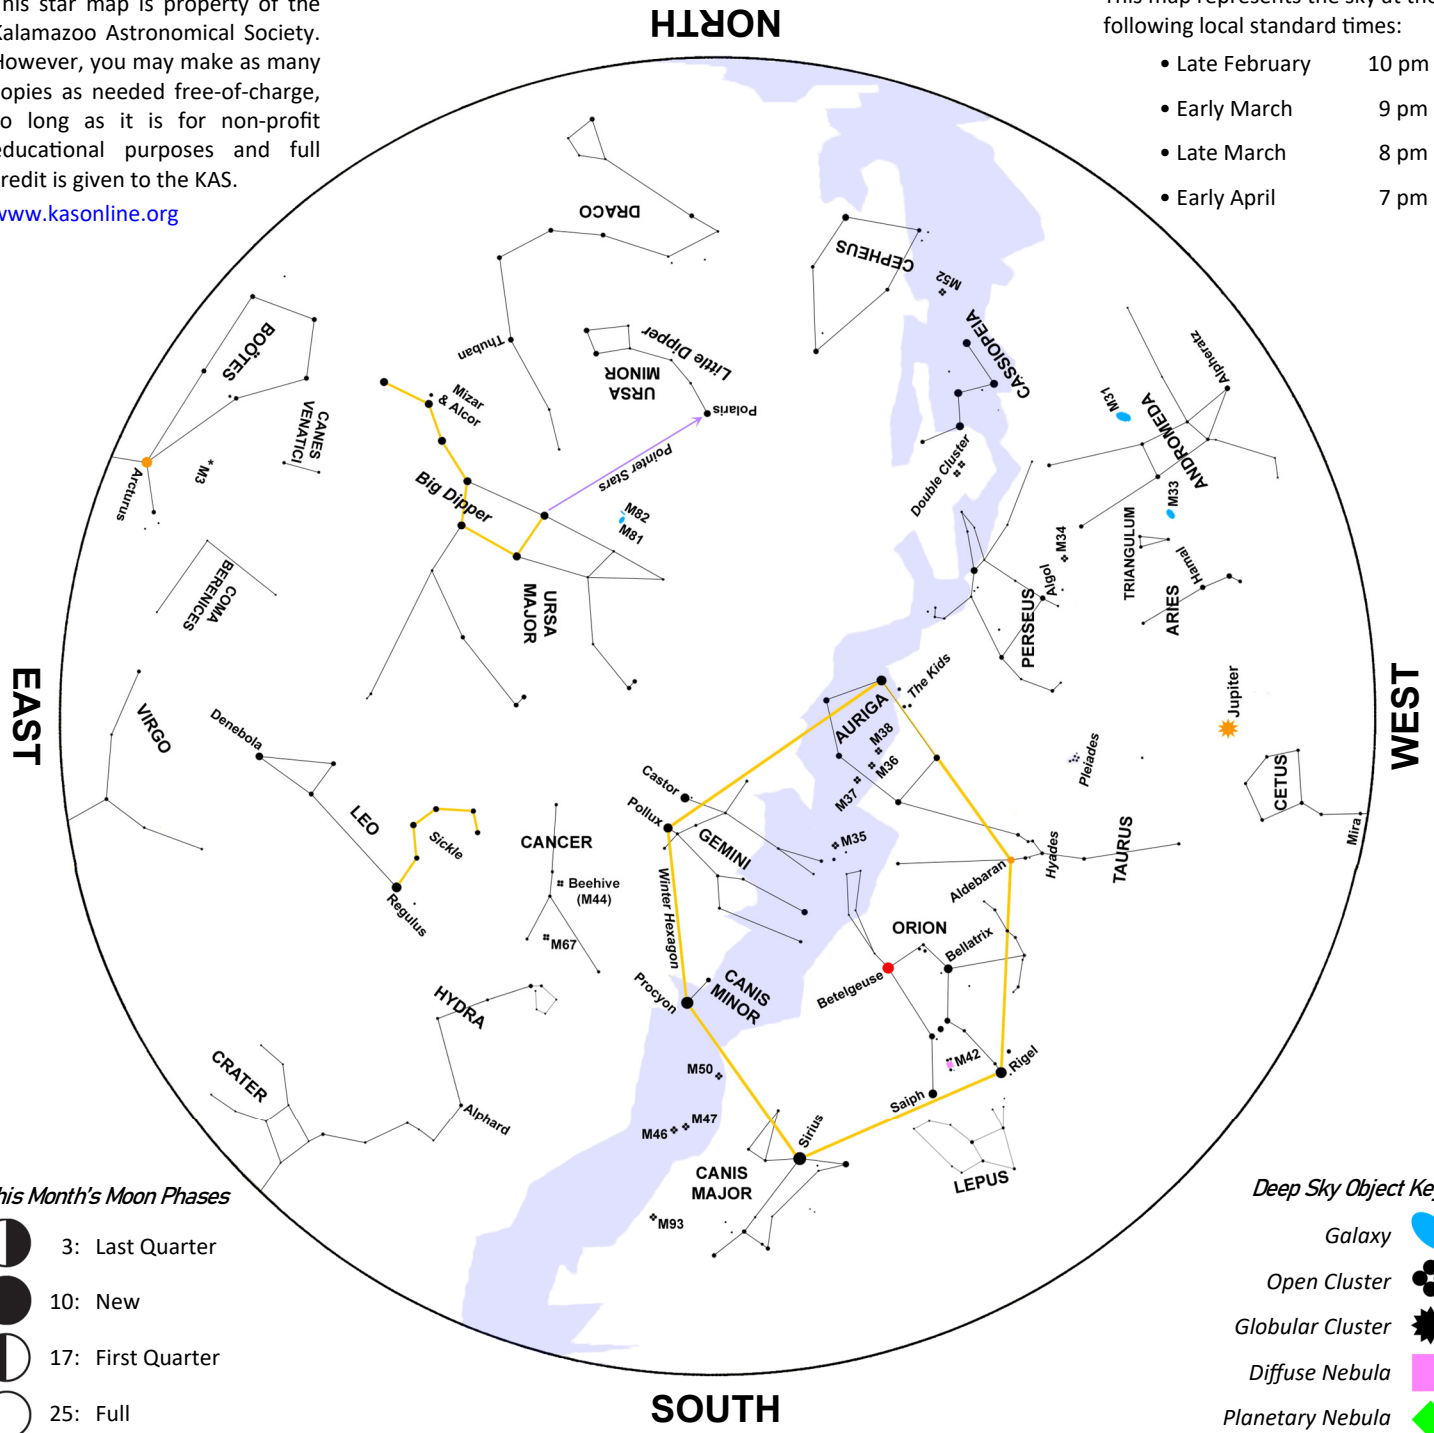 NORTH
This star map is property of the
Kalamazoo Astronomical Society.
However, you may make as many
copies as needed free-of-charge,
so long as it is for non-profit
educational purposes and full
credit is given to the KAS.
www.kasonline.org
This map represents the sky at the
following local standard times:
• Late February 10 pm
• Early March 9 pm
• Late March 8 pm
• Early April 7 pm
DRACO
CEPHEUS
M52
CASSIOPEIA
Double Cluster
BOÖTES
CANES
VENATICI
Arcturus
M3
Thuban
Little Dipper
URSA
MINOR
Polaris
Pointer Stars
Mizar
& Alcor
Big Dipper
M82
M81
URSA
MAJOR
COMA
BERENICES
M31
ANDROMEDA
Alpheratz
M33
TRIANGULUM
M34
Algol
PERSEUS
Hamal
ARIES
EAST
WEST
VIRGO
Denebola
LEO
Sickle
Regulus
CANCER
Beehive
(M44)
M67
Castor
Pollux
GEMINI
Winter Hexagon
AURIGA
The Kids
M38
M36
M37
M35
Pleiades
Jupiter
CETUS
Mira
Hyades
TAURUS
Aldebaran
ORION
Bellatrix
Betelgeuse
M42
Rigel
Saiph
HYDRA
CRATER
Alphard
Procyon
CANIS
MINOR
M50
M47
M46
Sirius
CANIS
MAJOR
M93
LEPUS
This Month's Moon Phases
3: Last Quarter
10: New
17: First Quarter
25: Full
Deep Sky Object Key
Galaxy
Open Cluster
Globular Cluster
Diffuse Nebula
Planetary Nebula
SOUTH